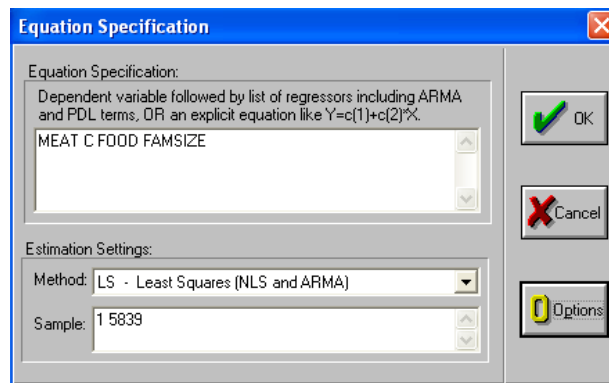 Equation Specification
Equation Specification:
Dependent variable followed by list of regressors including ARMA
and PDL terms, OR an explicit equation like Y=c(1)+c(2)*X.
MEAT C FOOD FAMSIZE
OK
Cancel
Estimation Settings:
Method: LS - Least Squares (NLS and ARMA)
Sample: 1 5839
Options